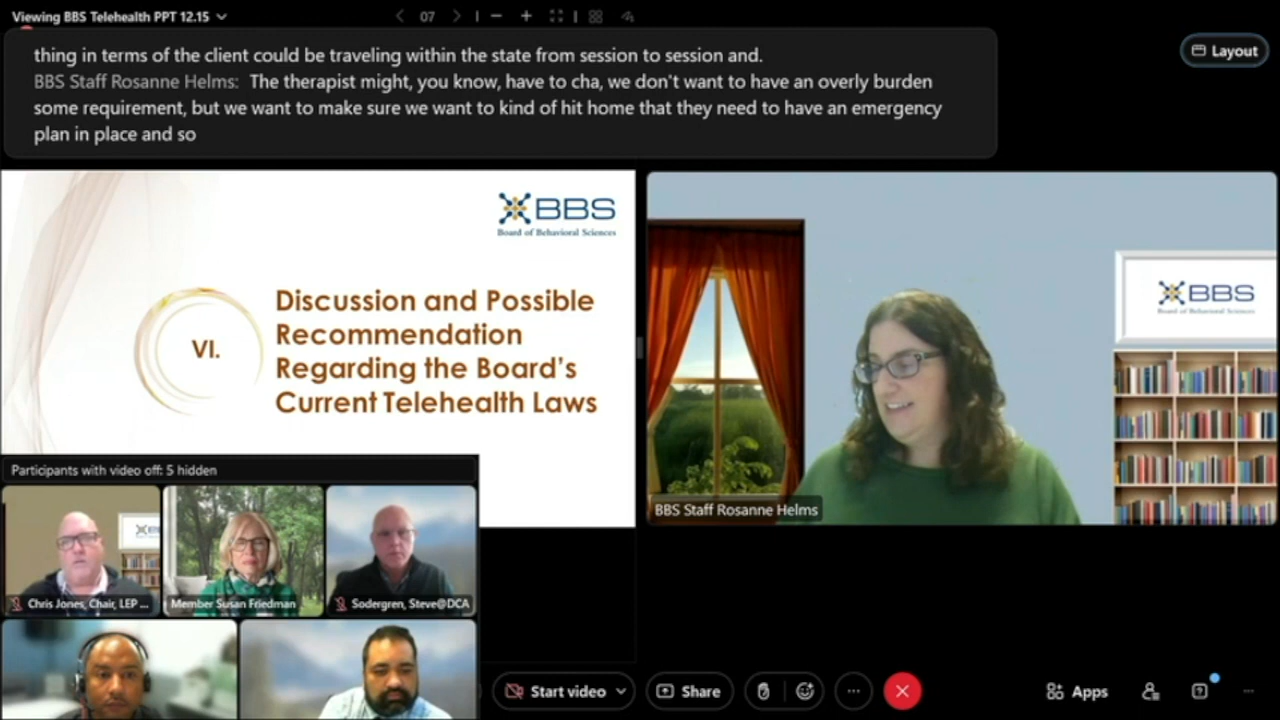 Viewing BBS Telehealth PPT 12.15
07
thing in terms of the client could be traveling within the state from session to session and.
BBS Staff Rosanne Helms: The therapist might, you know, have to cha, we don't want to have an overly burden
some requirement, but we want to make sure we want to kind of hit home that they need to have an emergency
plan in place and so
Layout
BBS
Board of Behavioral Sciences
VI.
Discussion and Possible
Recommendation
Regarding the Board's
Current Telehealth Laws
BBS
Board of Behavioral Sciences
BBS Staff Rosanne Helms
Participants with video off: 5 hidden
Chris Jones, Chair, LEP ...
Member Susan Friedman
Sodergren, Steve@DCA
Start video
Share
Apps